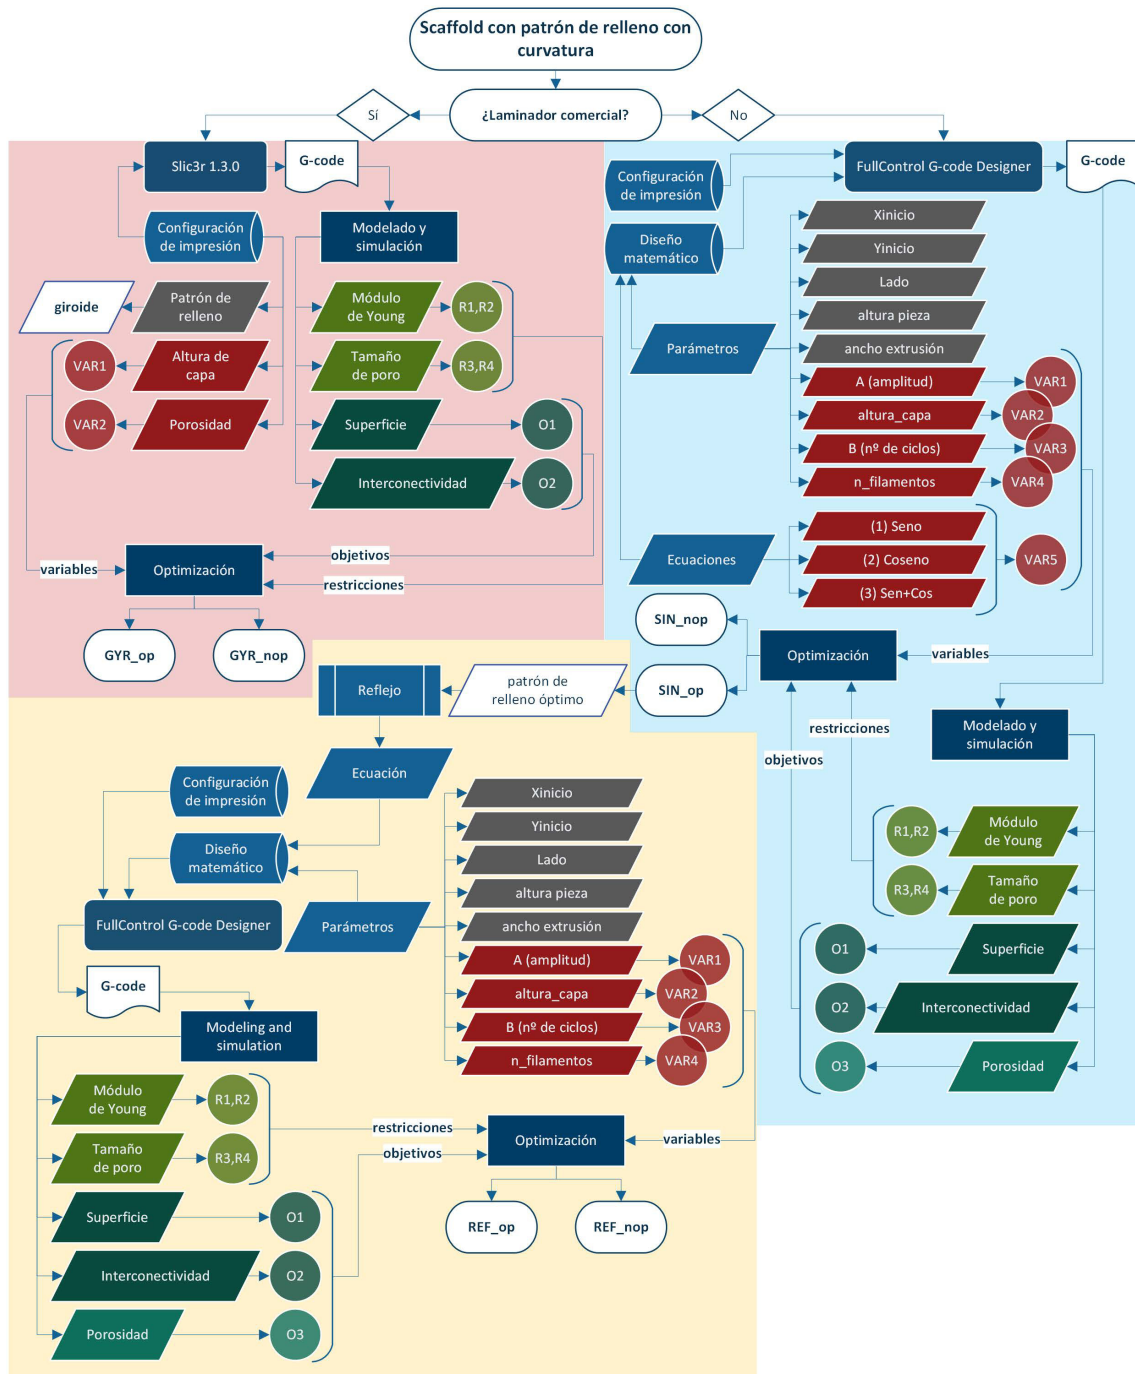 Scaffold con patrón de relleno con
curvatura
¿Laminador comercial?
Sí
No
Slic3r 1.3.0
G-code
Configuración
de impresión
Modelado y
simulación
giroide
Patrón de
relleno
Módulo
de Young
R1,R2
VAR1
Altura de
capa
Tamaño
de poro
R3,R4
VAR2
Porosidad
Superficie
O1
Interconectividad
O2
objetivos
variables
Optimización
restricciones
GYR_op
GYR_nop
FullControl G-code Designer
G-code
Configuración
de impresión
Diseño
matemático
Xinicio
Yinicio
Lado
altura pieza
Parámetros
ancho extrusión
A (amplitud)
VAR1
altura_capa
VAR2
B (nº de ciclos)
VAR3
n_filamentos
VAR4
Ecuaciones
(1) Seno
(2) Coseno
(3) Sen+Cos
VAR5
SIN_nop
SIN_op
Optimización
variables
restricciones
objetivos
Modelado y
simulación
R1,R2
Módulo
de Young
R3,R4
Tamaño
de poro
O1
Superficie
O2
Interconectividad
O3
Porosidad
patrón de
relleno óptimo
Reflejo
Ecuación
Configuración
de impresión
Diseño
matemático
FullControl G-code Designer
Parámetros
Xinicio
Yinicio
Lado
altura pieza
ancho extrusión
A (amplitud)
VAR1
altura_capa
VAR2
B (nº de ciclos)
VAR3
n_filamentos
VAR4
G-code
Modeling and
simulation
Módulo
de Young
R1,R2
Tamaño
de poro
R3,R4
Superficie
O1
Interconectividad
O2
Porosidad
O3
restricciones
objetivos
Optimización
variables
REF_op
REF_nop